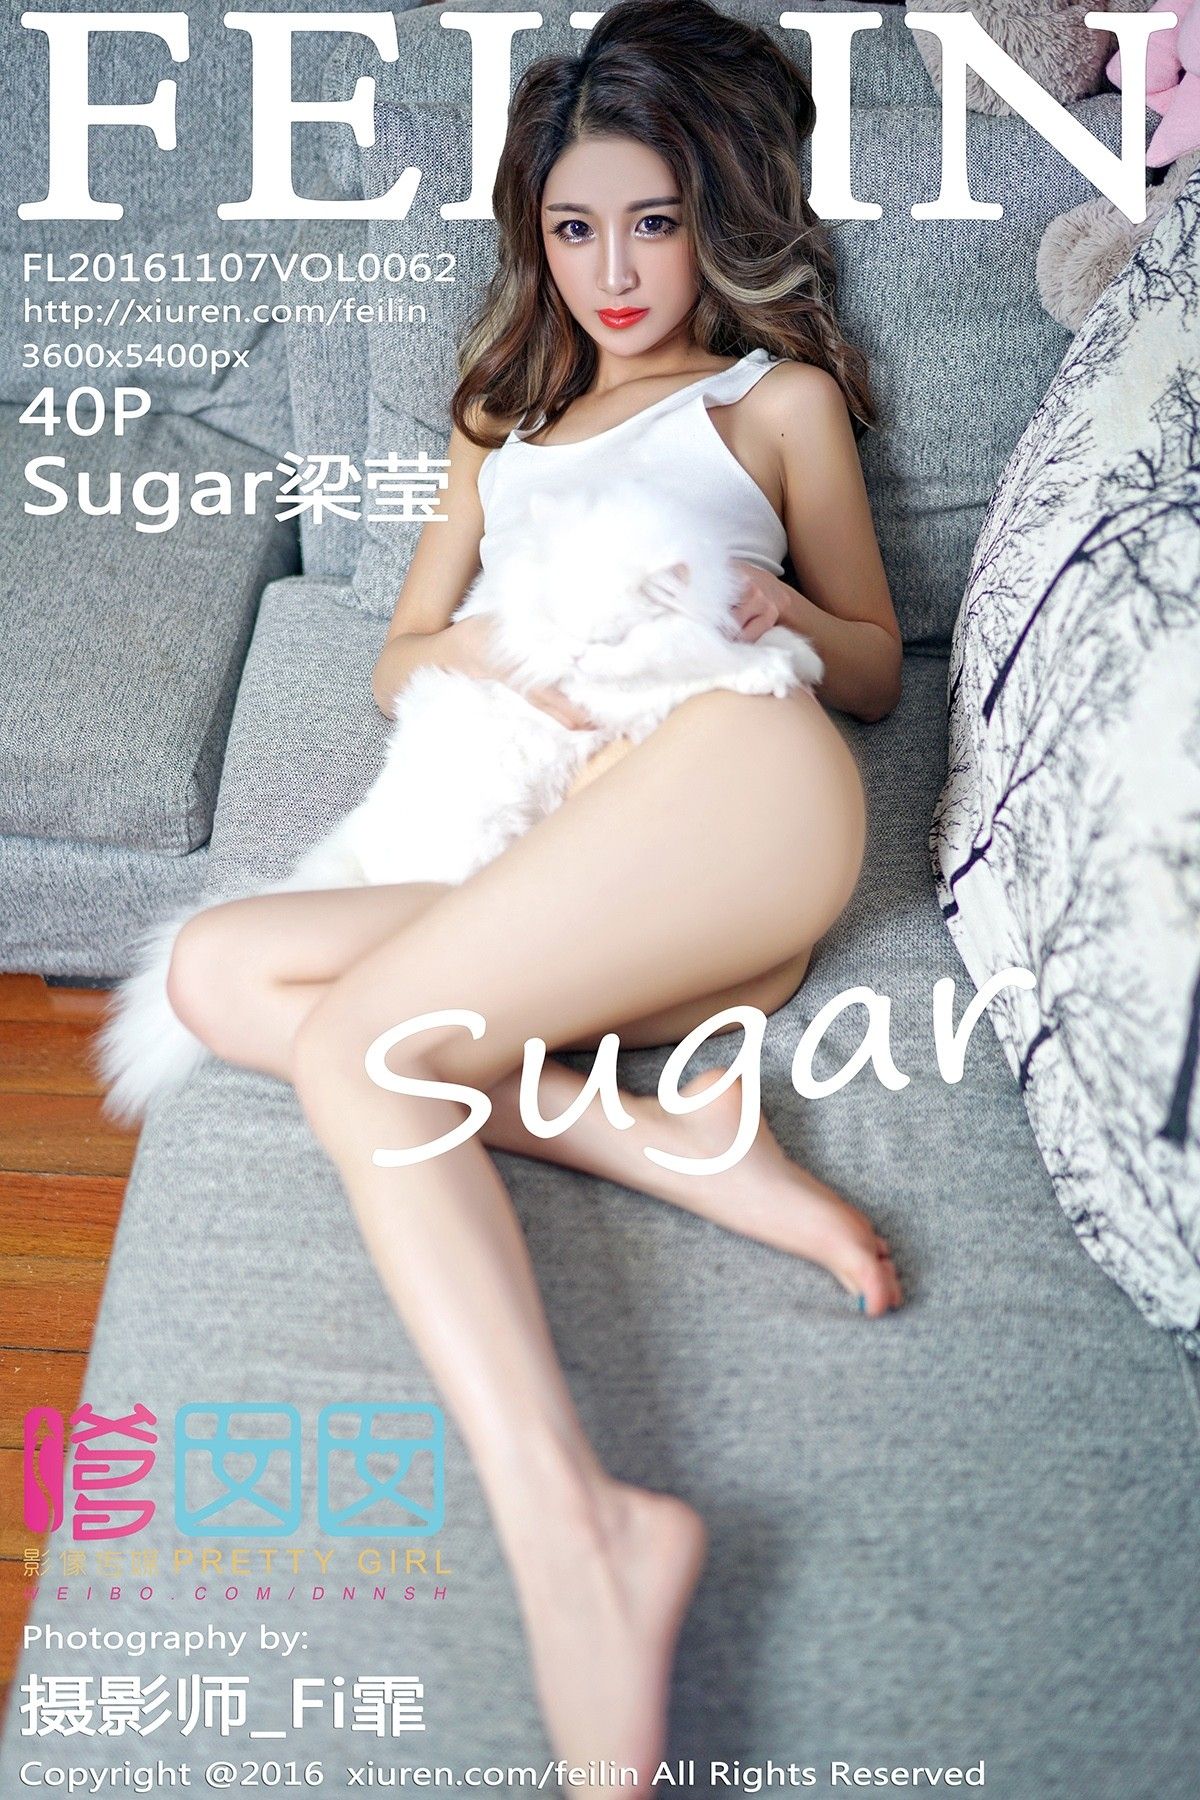 FEILIN
FL20161107VOL0062
http://xiuren.com/feilin
3600x5400px
40P
Sugar梁莹
Sugar
嗲囡囡
影像传媒 PRETTY GIRL
WEIBO.COM/DNNSH
Photography by:
摄影师_Fi霏
Copyright @2016 xiuren.com/feilin All Rights Reserved